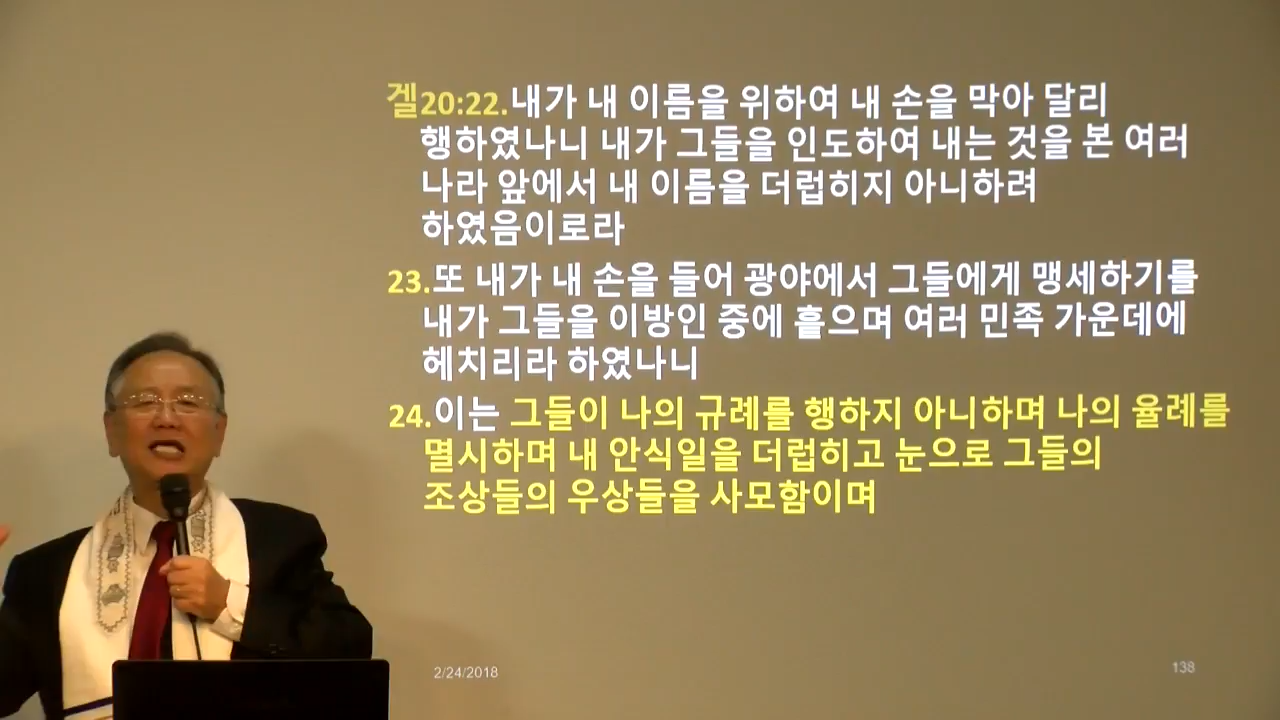 겔20:22.내가 내 이름을 위하여 내 손을 막아 달리
행하였나니 내가 그들을 인도하여 내는 것을 본 여러
나라 앞에서 내 이름을 더럽히지 아니하려
하였음이로라
23.또 내가 내 손을 들어 광야에서 그들에게 맹세하기를
내가 그들을 이방인 중에 흩으며 여러 민족 가운데에
헤치리라 하였나니
24.이는 그들이 나의 규례를 행하지 아니하며 나의 율례를
멸시하며 내 안식일을 더럽히고 눈으로 그들의
조상들의 우상들을 사모함이며
2/24/2018
138